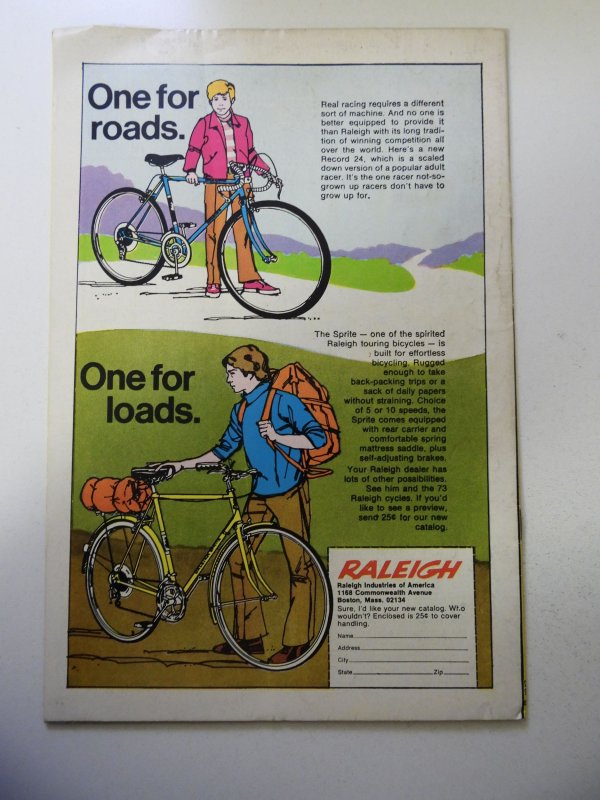 One for
roads.
Real racing requires a different
sort of machine. And no one is
better equipped to provide it
than Raleigh with its long tradi-
tion of winning competition all
over the world. Here's a new
Record 24, which is a scaled
down version of a popular adult
racer. It's the one racer not-so-
grown up racers don't have to
grow up for.
One for
loads.
The Sprite — one of the spirited
Raleigh touring bicycles — is
built for effortless
bicycling. Rugged
enough to take
back-packing trips or a
sack of daily papers
without straining. Choice
of 5 or 10 speeds, the
Sprite comes equipped
with rear carrier and
comfortable spring
mattress saddle, plus
self-adjusting brakes.
Your Raleigh dealer has
lots of other possibilities.
See him and the 73
Raleigh cycles. If you'd
like to see a preview,
send 25¢ for our new
catalog.
RALEIGH
Raleigh Industries of America
1168 Commonwealth Avenue
Boston, Mass. 02134
Sure, I'd like your new catalog. Who
wouldn't? Enclosed is 25¢ to cover
handling.
Name
Address
City
State Zip